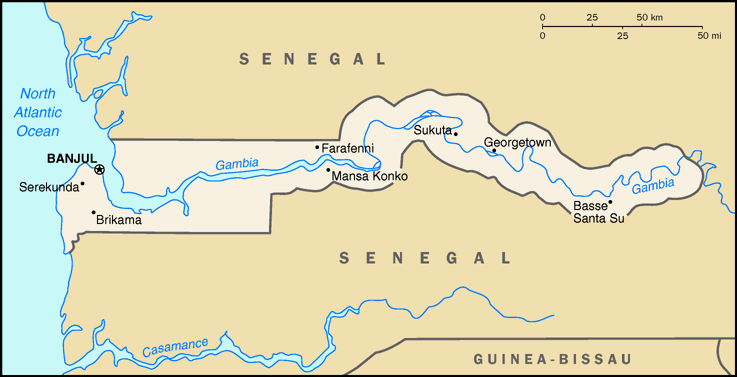 0 25 50 km
0 25 50 mi
SENEGAL
North
Atlantic
Ocean
Sukuta
Georgetown
Farafenni
BANJUL
Gambia
Mansa Konko
Serekunda
Gambia
Basse
Santa Su
Brikama
SENEGAL
Casamance
GUINEA-BISSAU